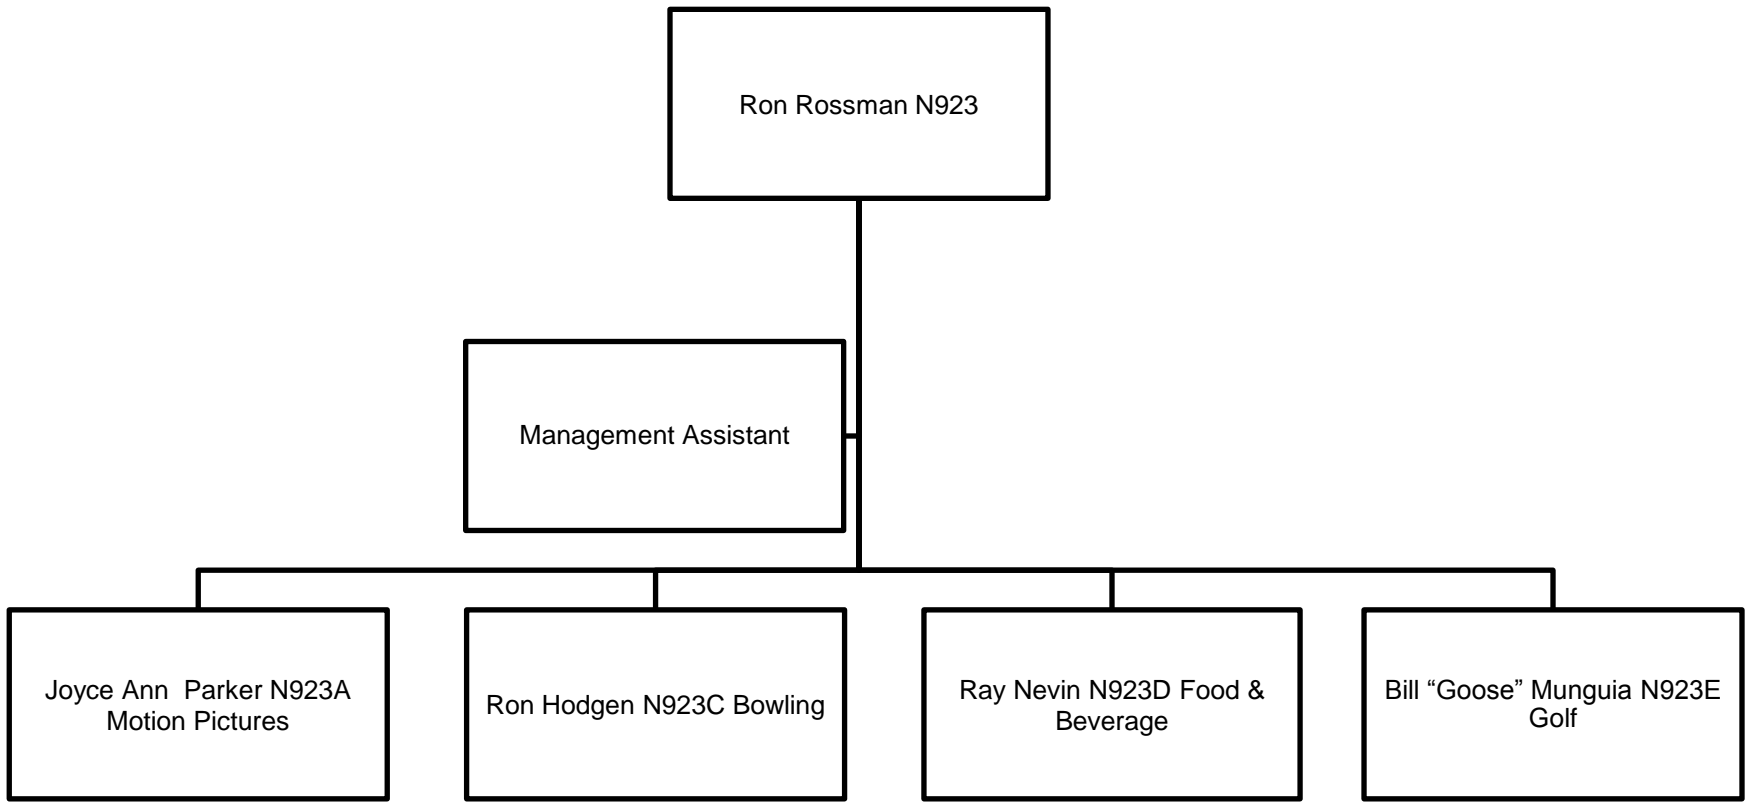 Ron Rossman N923
Management Assistant
Joyce Ann  Parker N923A
Motion Pictures
Ron Hodgen N923C Bowling
Ray Nevin N923D Food &
Beverage
Bill “Goose” Munguia N923E
Golf